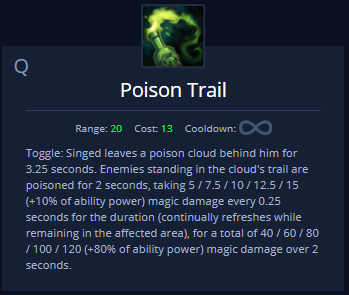 Q
Poison Trail
Range: 20 Cost: 13 Cooldown: ∞
Toggle: Singed leaves a poison cloud behind him for
3.25 seconds. Enemies standing in the cloud's trail are
poisoned for 2 seconds, taking 5 / 7.5 / 10 / 12.5 / 15
(+10% of ability power) magic damage every 0.25
seconds for the duration (continually refreshes while
remaining in the affected area), for a total of 40 / 60 / 80
/ 100 / 120 (+80% of ability power) magic damage over 2
seconds.